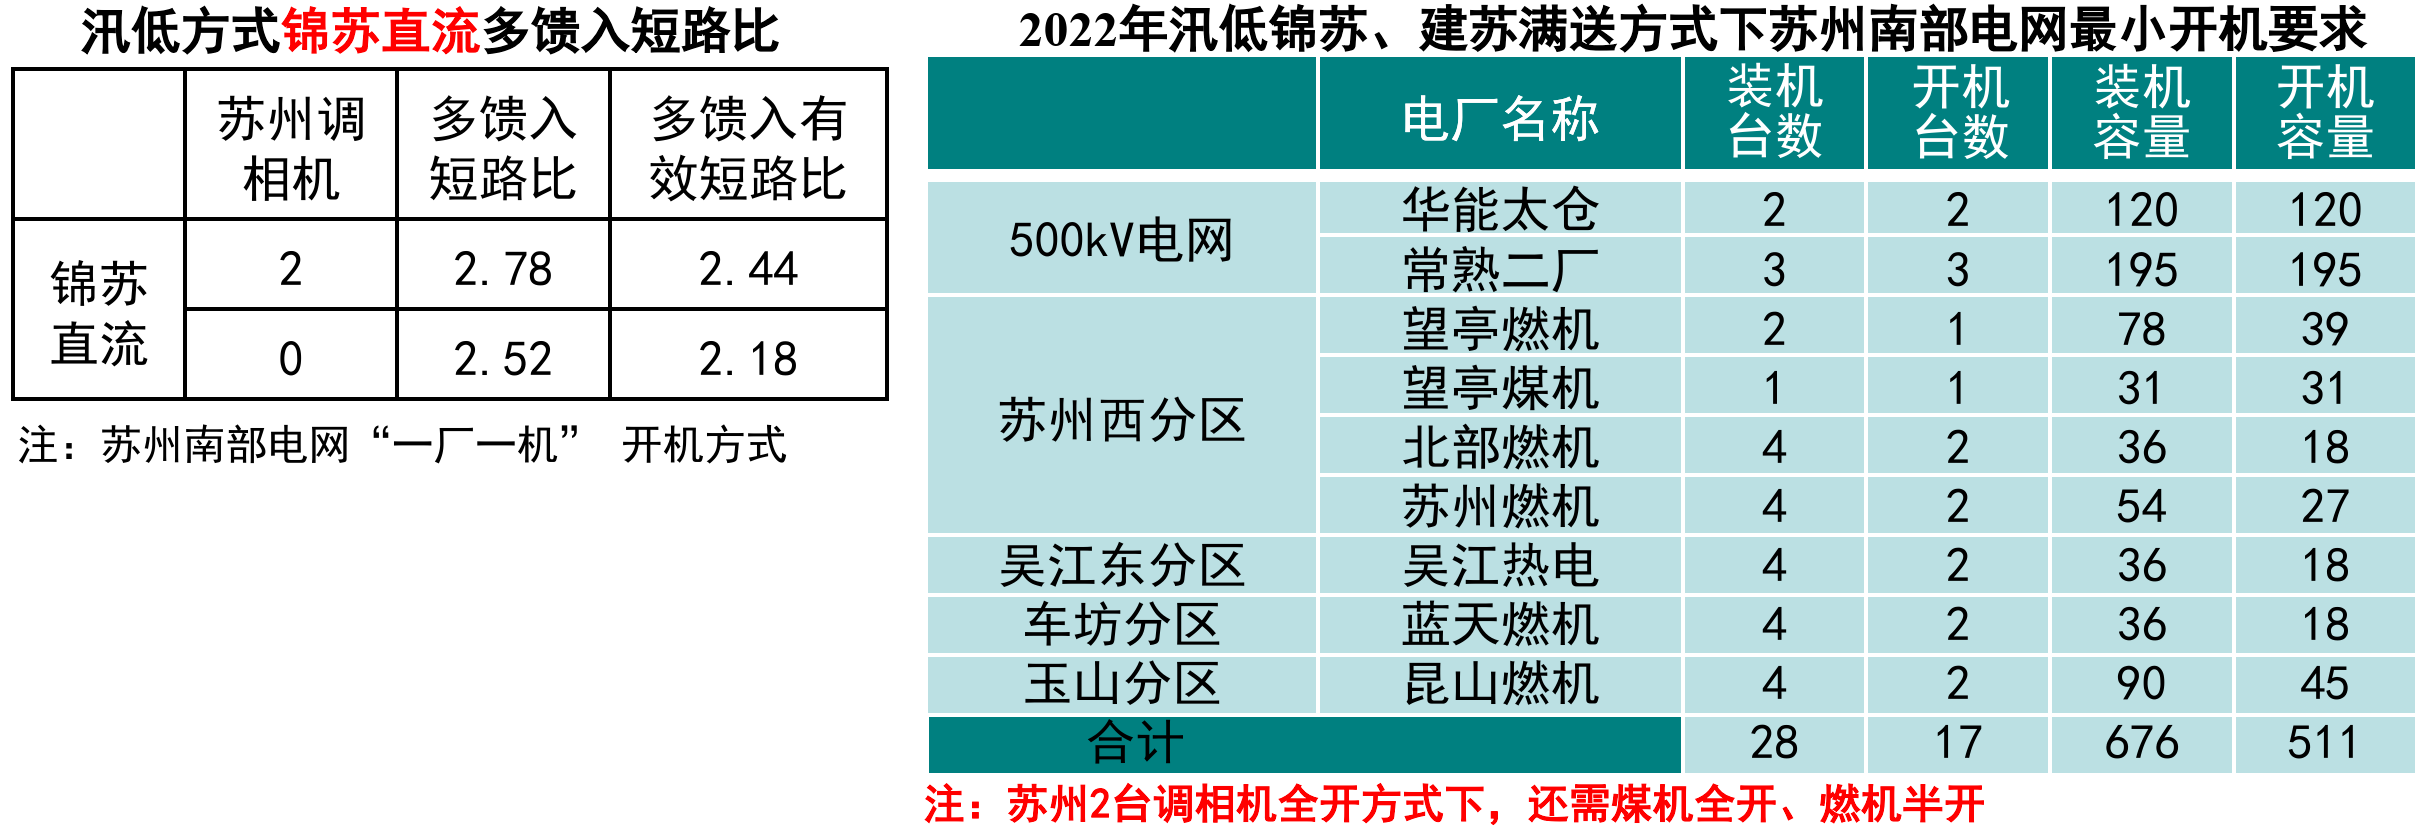 汛低方式锦苏直流多馈入短路比
苏州调
相机
多馈入
短路比
多馈入有
效短路比
锦苏
直流
2
2.78
2.44
0
2.52
2.18
注：苏州南部电网“一厂一机” 开机方式
2022年汛低锦苏、建苏满送方式下苏州南部电网最小开机要求
电厂名称
装机
台数
开机
台数
装机
容量
开机
容量
500kV电网
华能太仓
2
2
120
120
常熟二厂
3
3
195
195
苏州西分区
望亭燃机
2
1
78
39
望亭煤机
1
1
31
31
北部燃机
4
2
36
18
苏州燃机
4
2
54
27
吴江东分区
吴江热电
4
2
36
18
车坊分区
蓝天燃机
4
2
36
18
玉山分区
昆山燃机
4
2
90
45
合计
28
17
676
511
注：苏州2台调相机全开方式下，还需煤机全开、燃机半开